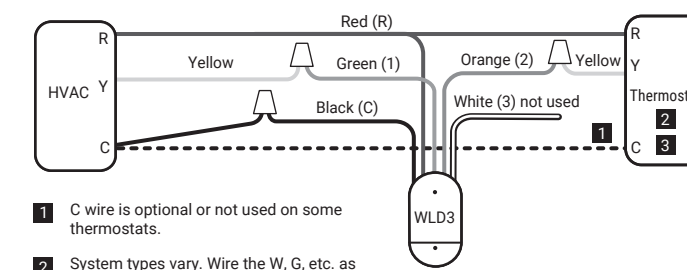 Red (R)
R
R
Yellow
Green (1)
Orange (2)
Yellow
Y
HVAC
Y
Thermost
Black (C)
White (3) not used
2
1
C
C
3
WLD3
1 C wire is optional or not used on some
thermostats.
2 System types vary. Wire the W, G, etc. as